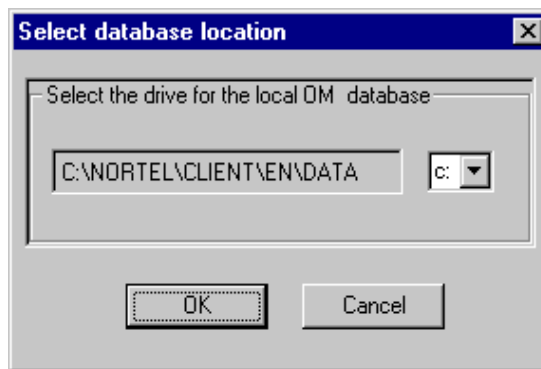 Select database location
Select the drive for the local OM database
C:\NORTEL\CLIENT\EN\DATA
c:
OK
Cancel